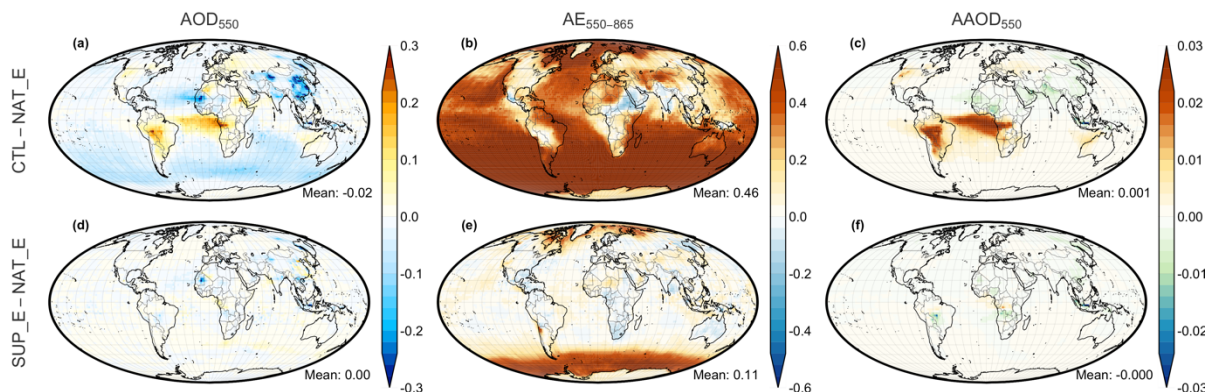 AOD550
AE550−865
AAOD550
CTL – NAT_E
(a)
Mean: -0.02
0.3
0.2
0.1
0.0
-0.1
-0.2
-0.3
(b)
Mean: 0.46
0.6
0.4
0.2
0.0
-0.2
-0.4
-0.6
(c)
Mean: 0.001
0.03
0.02
0.01
0.00
-0.01
-0.02
-0.03
SUP_E – NAT_E
(d)
Mean: 0.00
(e)
Mean: 0.11
(f)
Mean: -0.000